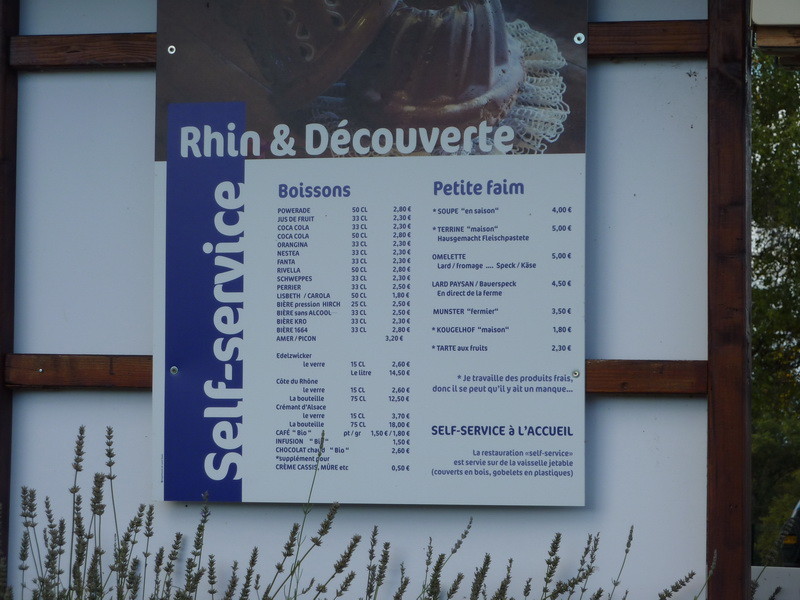 Rhin & Découverte
Self-service
Boissons
POWERADE 50 CL 2,80 €
JUS DE FRUIT 33 CL 2,30 €
COCA COLA 33 CL 2,30 €
COCA COLA 50 CL 2,80 €
ORANGINA 33 CL 2,30 €
NESTEA 33 CL 2,30 €
FANTA 33 CL 2,30 €
RIVELLA 50 CL 2,80 €
SCHWEPPES 33 CL 2,30 €
PERRIER 33 CL 2,50 €
LISBETH / CAROLA 50 CL 1,80 €
BIÈRE pression HIRCH 25 CL 2,50 €
BIÈRE sans ALCOOL 33 CL 2,50 €
BIÈRE KRO 33 CL 2,30 €
BIÈRE 1664 33 CL 2,80 €
AMER / PICON 3,20 €
Edelzwicker
le verre 15 CL 2,60 €
Le litre 14,50 €
Côte du Rhône
le verre 15 CL 2,60 €
La bouteille 75 CL 12,50 €
Crémant d'Alsace
le verre 15 CL 3,70 €
La bouteille 75 CL 18,00 €
CAFÉ "Bio" pt / gr 1,50 € / 1,80 €
INFUSION "Bio" 1,50 €
CHOCOLAT chaud "Bio" 2,60 €
*supplément pour
CRÈME CASSIS, MÛRE etc 0,50 €
Petite faim
* SOUPE "en saison" 4,00 €
* TERRINE "maison" 5,00 €
Hausgemacht Fleischpastete
OMELETTE 5,00 €
Lard / fromage .... Speck / Käse
LARD PAYSAN / Bauerspeck 4,50 €
En direct de la ferme
MUNSTER "fermier" 3,50 €
* KOUGELHOF "maison" 1,80 €
* TARTE aux fruits 2,30 €
* Je travaille des produits frais,
donc il se peut qu'il y ait un manque...
SELF-SERVICE à L'ACCUEIL
La restauration «self-service»
est servie sur de la vaisselle jetable
(couverts en bois, gobelets en plastiques)